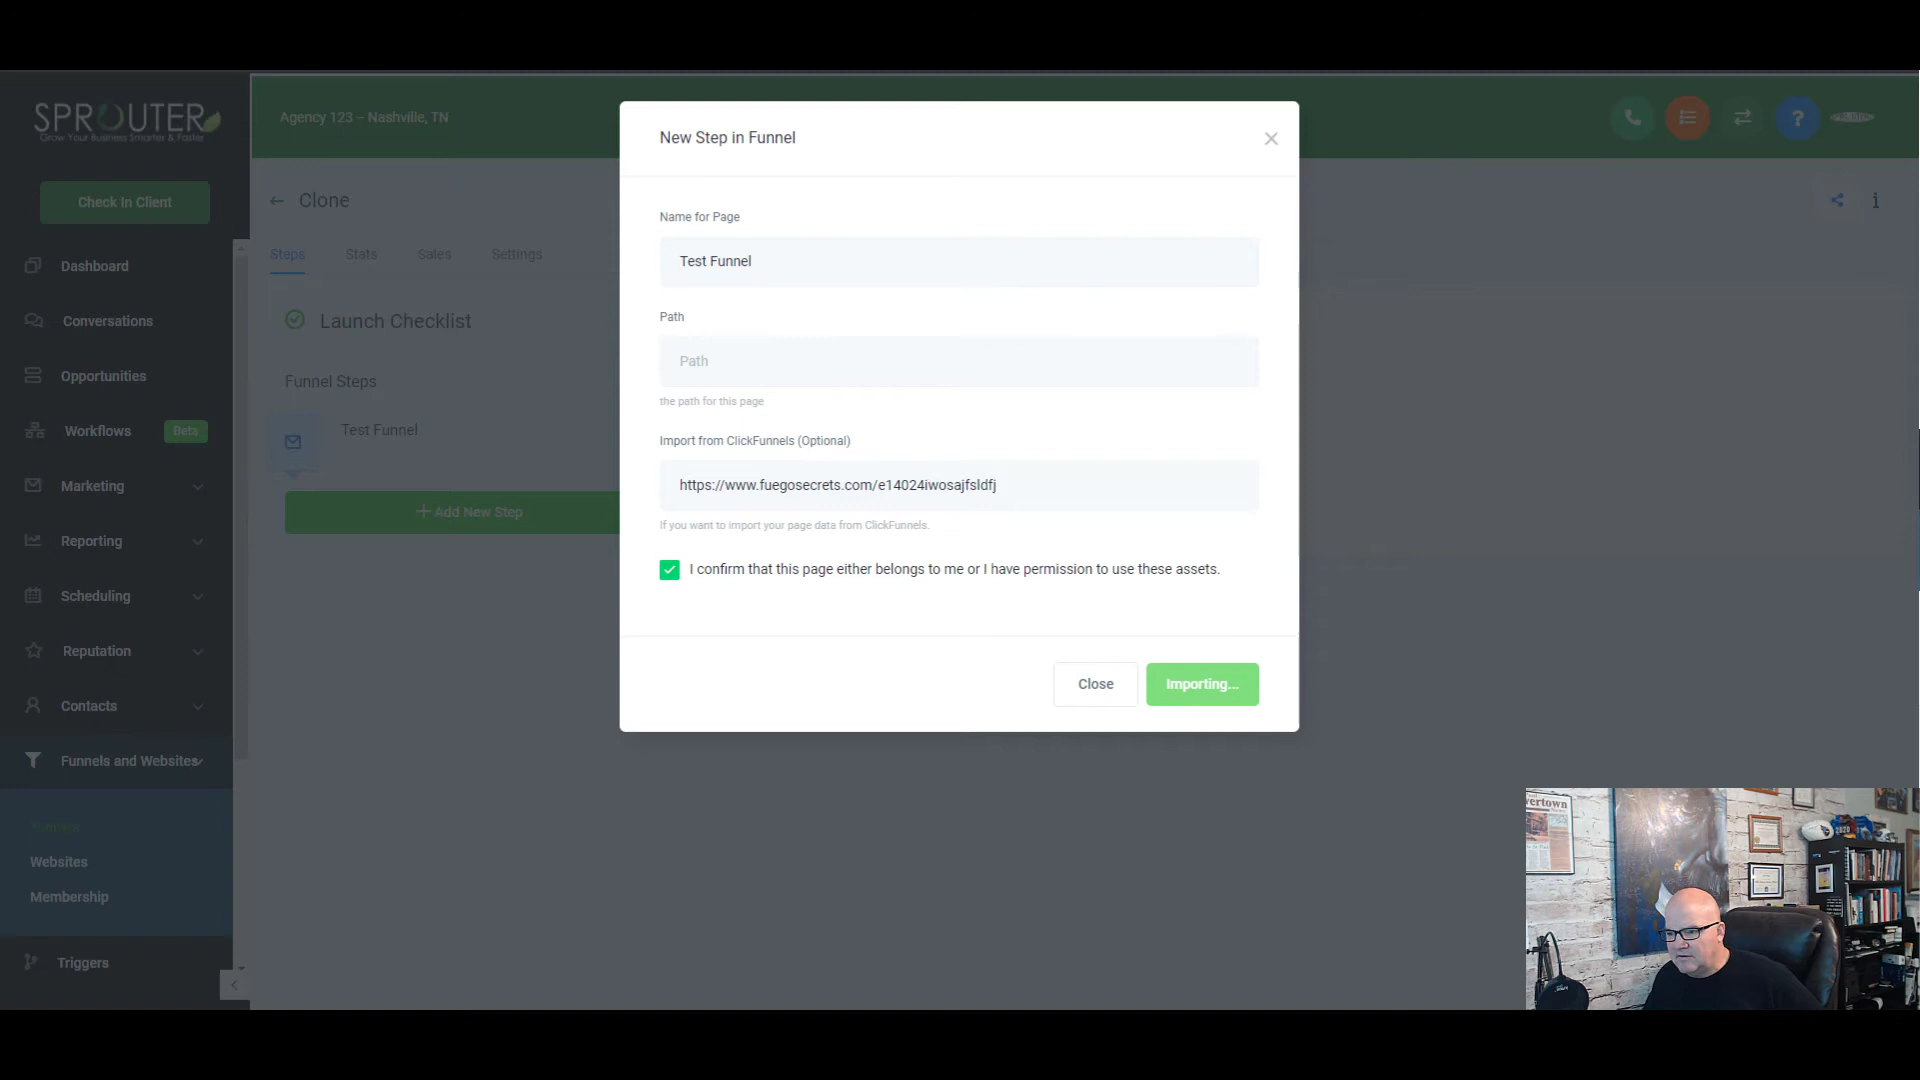 SPROUTER
Grow Your Business Smarter & Faster
Agency 123 – Nashville, TN
Check In Client
Dashboard
Conversations
Opportunities
Workflows
Beta
Marketing
Reporting
Scheduling
Reputation
Contacts
Funnels and Websites
Websites
Membership
Triggers
Clone
Steps
Stats
Sales
Settings
Launch Checklist
Funnel Steps
Test Funnel
+ Add New Step
New Step in Funnel
Name for Page
Test Funnel
Path
Path
the path for this page
Import from ClickFunnels (Optional)
https://www.fuegosecrets.com/e14024iwosajfsldfj
If you want to import your page data from ClickFunnels.
I confirm that this page either belongs to me or I have permission to use these assets.
Close
Importing...
?
i
vertown
2020